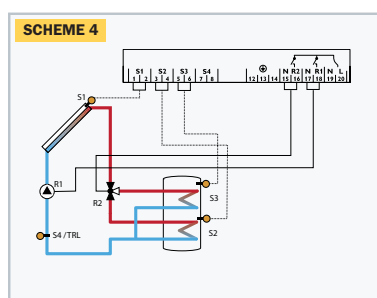 SCHEME 4
S1 S2 S3 S4
1 2 3 4 5 6 7 8
N R2 N R1 N L
12 13 14 15 16 17 18 19 20
S1
R1
R2
S3
S4 / TRL
S2